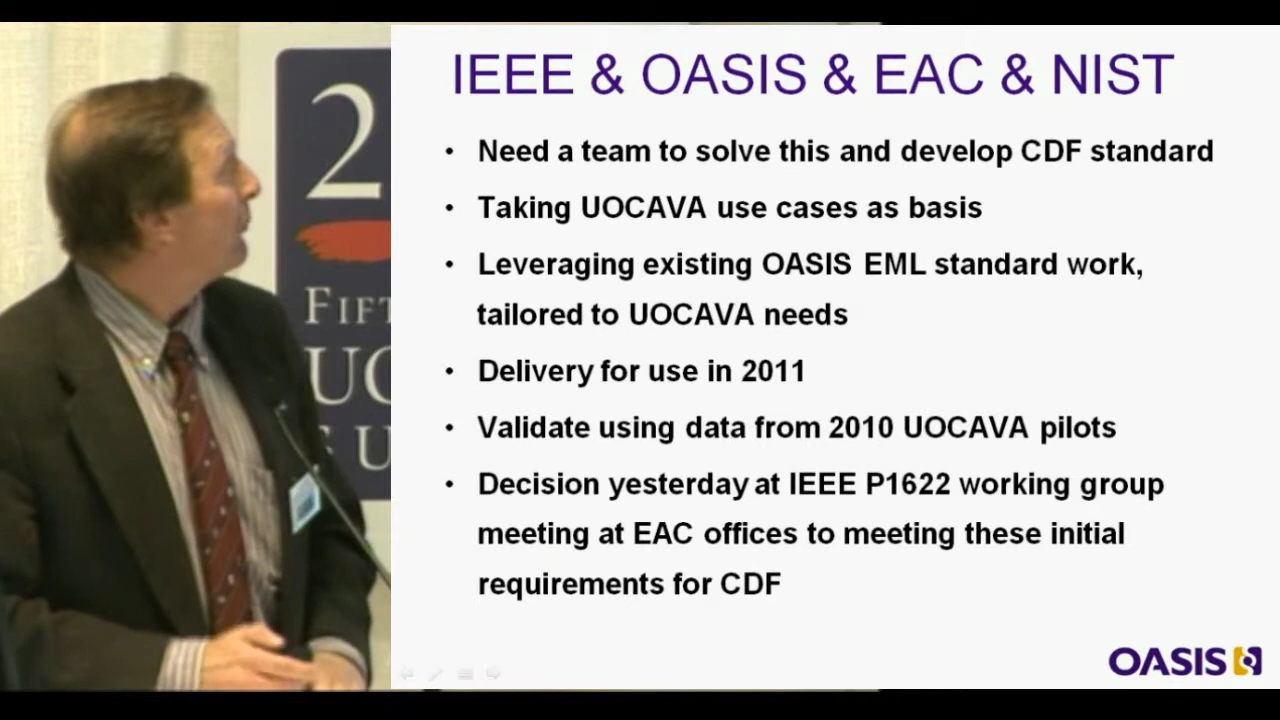 2
FIFT
UO
& U
IEEE & OASIS & EAC & NIST
• Need a team to solve this and develop CDF standard
• Taking UOCAVA use cases as basis
• Leveraging existing OASIS EML standard work,
tailored to UOCAVA needs
• Delivery for use in 2011
• Validate using data from 2010 UOCAVA pilots
• Decision yesterday at IEEE P1622 working group
meeting at EAC offices to meeting these initial
requirements for CDF
OASIS